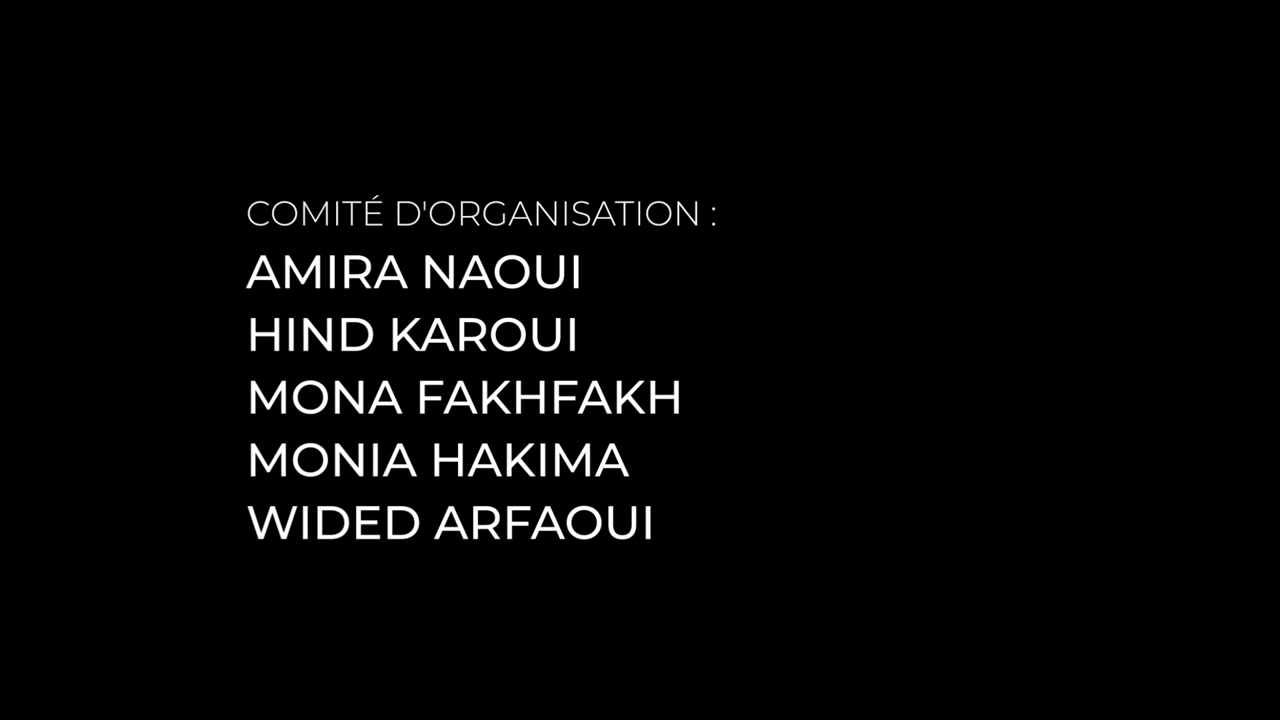 COMITÉ D'ORGANISATION :
AMIRA NAOUI
HIND KAROUI
MONA FAKHFAKH
MONIA HAKIMA
WIDED ARFAOUI